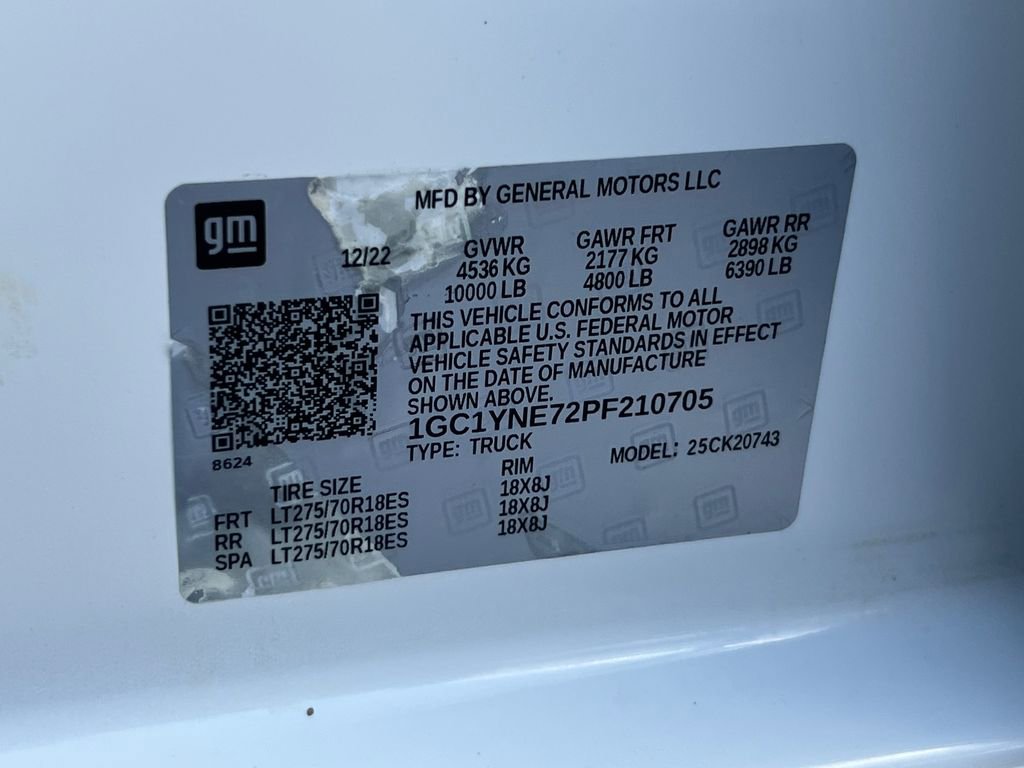 gm
MFD BY GENERAL MOTORS LLC
12/22
GVWR GAWR FRT GAWR RR
4536 KG 2177 KG 2898 KG
10000 LB 4800 LB 6390 LB
THIS VEHICLE CONFORMS TO ALL
APPLICABLE U.S. FEDERAL MOTOR
VEHICLE SAFETY STANDARDS IN EFFECT
ON THE DATE OF MANUFACTURE
SHOWN ABOVE.
1GC1YNE72PF210705
TYPE: TRUCK MODEL: 25CK20743
8624
TIRE SIZE RIM
FRT LT275/70R18ES 18X8J
RR LT275/70R18ES 18X8J
SPA LT275/70R18ES 18X8J